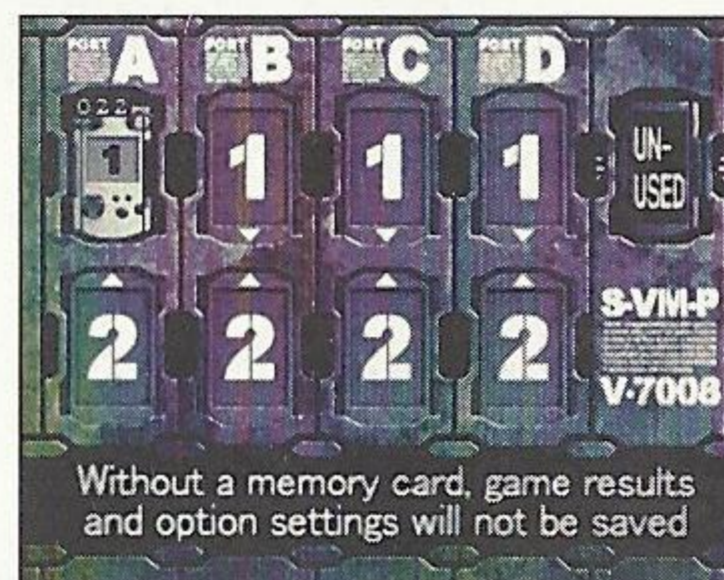 PORT A PORT B PORT C PORT D
022
1 1 1 1 UN-
USED
2 2 2 2 S-VM-P
V-7008
Without a memory card, game results
and option settings will not be saved